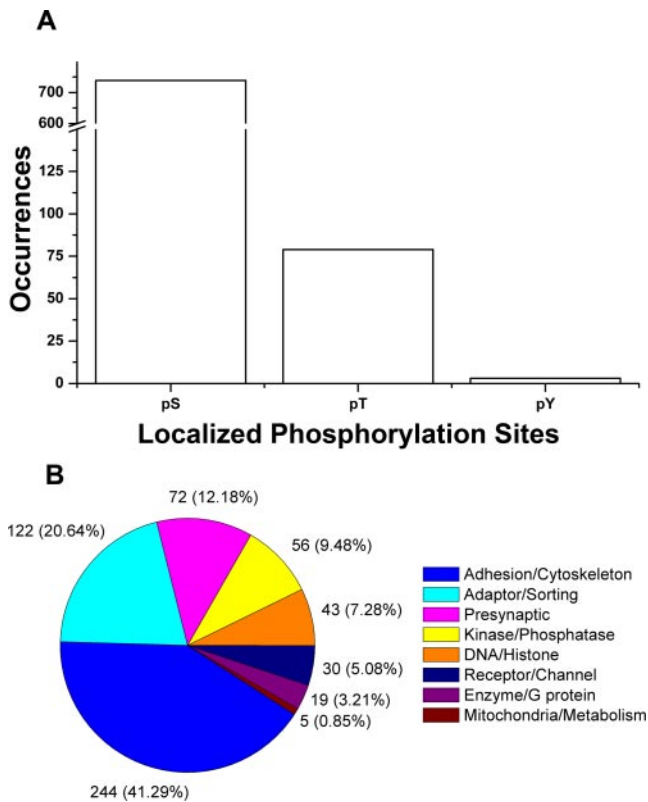 A
Occurrences
700
600
125
100
75
50
25
0
pS
pT
pY
Localized Phosphorylation Sites
B
72 (12.18%)
122 (20.64%)
56 (9.48%)
43 (7.28%)
30 (5.08%)
19 (3.21%)
5 (0.85%)
244 (41.29%)
Adhesion/Cytoskeleton
Adaptor/Sorting
Presynaptic
Kinase/Phosphatase
DNA/Histone
Receptor/Channel
Enzyme/G protein
Mitochondria/Metabolism